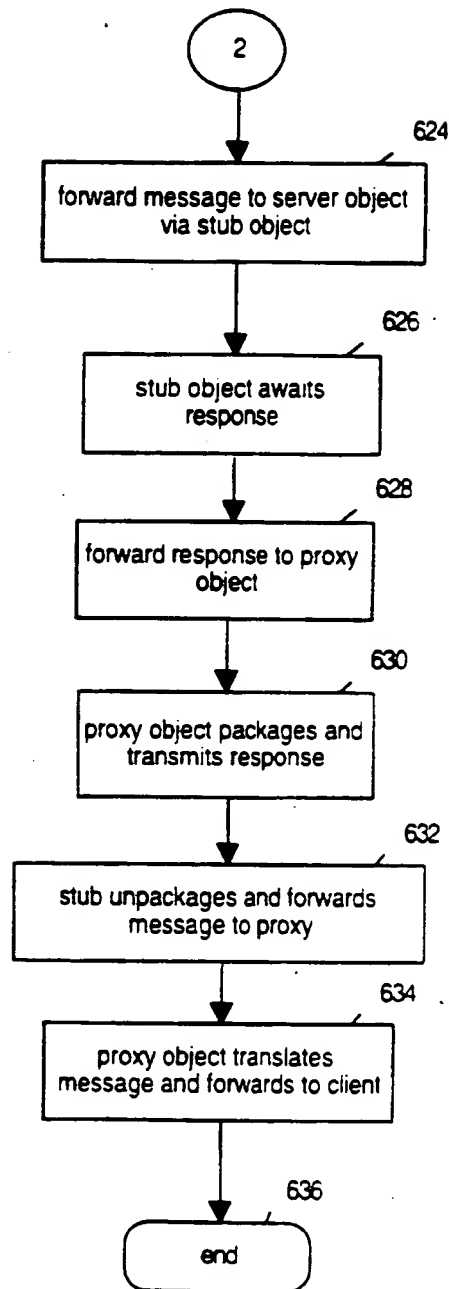 2
624
forward message to server object
via stub object
626
stub object awaits
response
628
forward response to proxy
object
630
proxy object packages and
transmits response
632
stub unpackages and forwards
message to proxy
634
proxy object translates
message and forwards to client
636
end